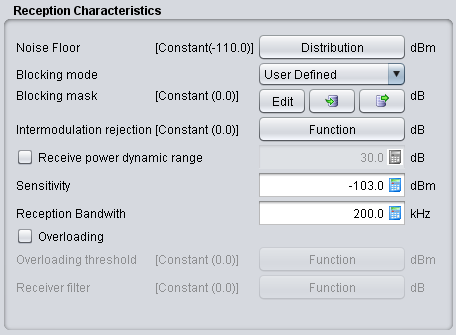 Reception Characteristics
Noise Floor [Constant(-110.0)] Distribution dBm
Blocking mode User Defined
Blocking mask [Constant (0.0)] Edit dB
Intermodulation rejection [Constant (0.0)] Function dB
Receive power dynamic range 30.0 dB
Sensitivity -103.0 dBm
Reception Bandwith 200.0 kHz
Overloading
Overloading threshold [Constant (0.0)] Function dBm
Receiver filter [Constant (0.0)] Function dB